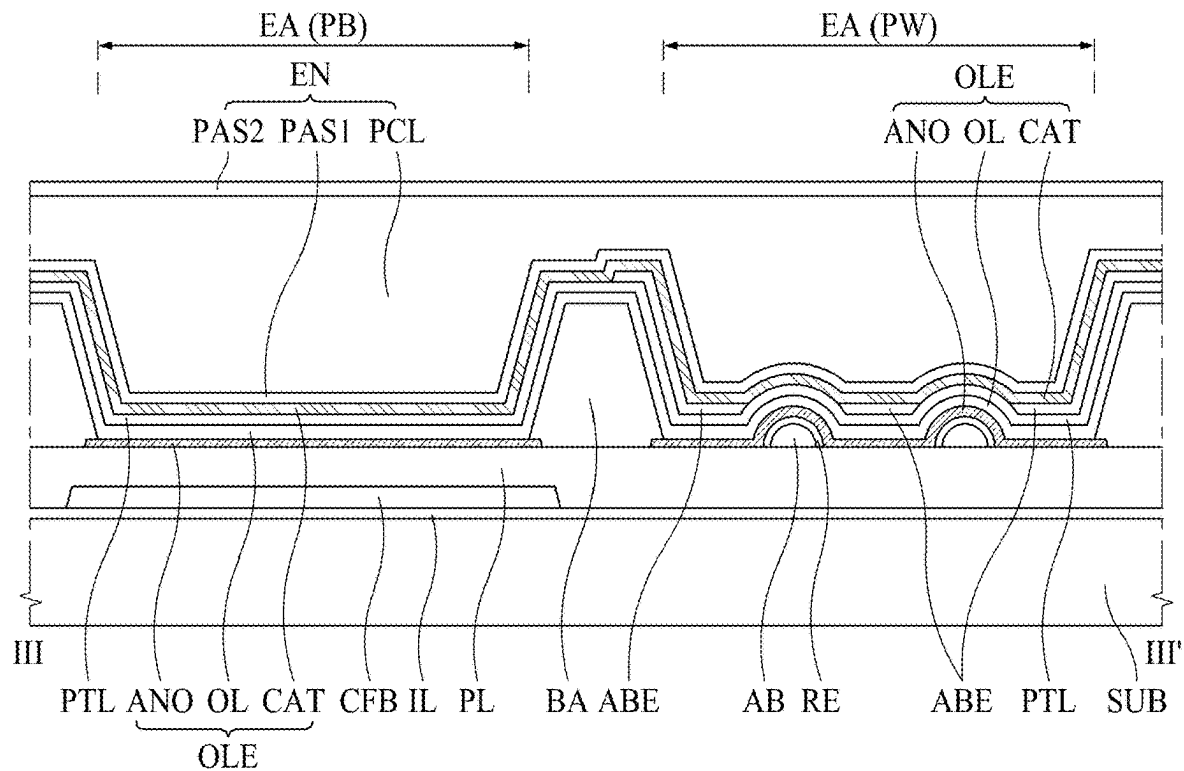 EA (PB) EA (PW)
EN OLE
PAS2 PAS1 PCL ANO OL CAT
III III'
PTL ANO OL CAT CFB IL PL BA ABE AB RE ABE PTL SUB
OLE